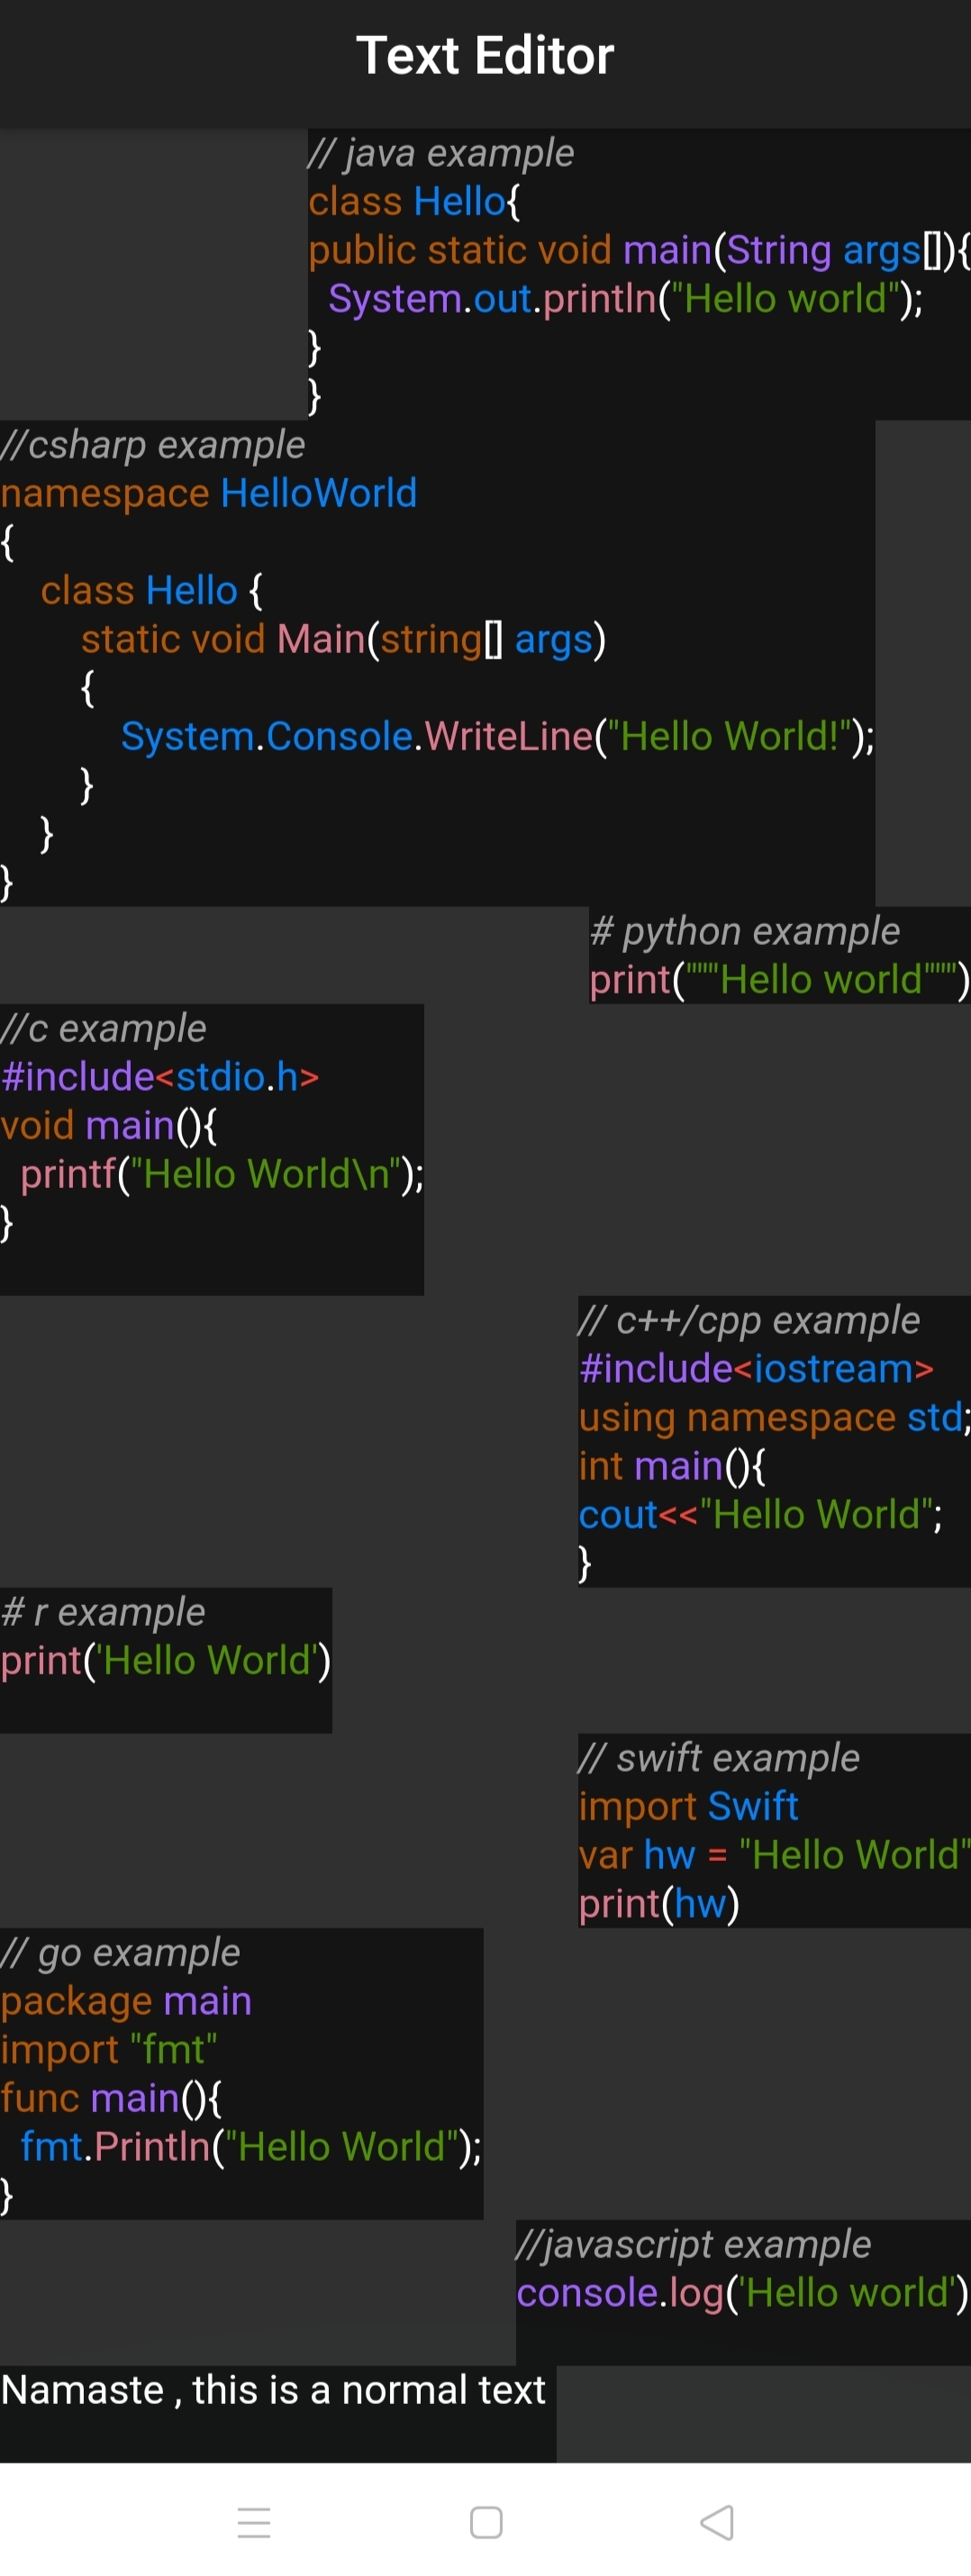 Text Editor
// java example
class Hello{
public static void main(String args[]){
  System.out.println("Hello world");
}
}
//csharp example
namespace HelloWorld
{
    class Hello {
        static void Main(string[] args)
        {
            System.Console.WriteLine("Hello World!");
        }
    }
}
# python example
print("""Hello world""")
//c example
#include<stdio.h>
void main(){
  printf("Hello World\n");
}
// c++/cpp example
#include<iostream>
using namespace std;
int main(){
cout<<"Hello World";
}
# r example
print('Hello World')
// swift example
import Swift
var hw = "Hello World"
print(hw)
// go example
package main
import "fmt"
func main(){
  fmt.Println("Hello World");
}
//javascript example
console.log('Hello world')
Namaste , this is a normal text